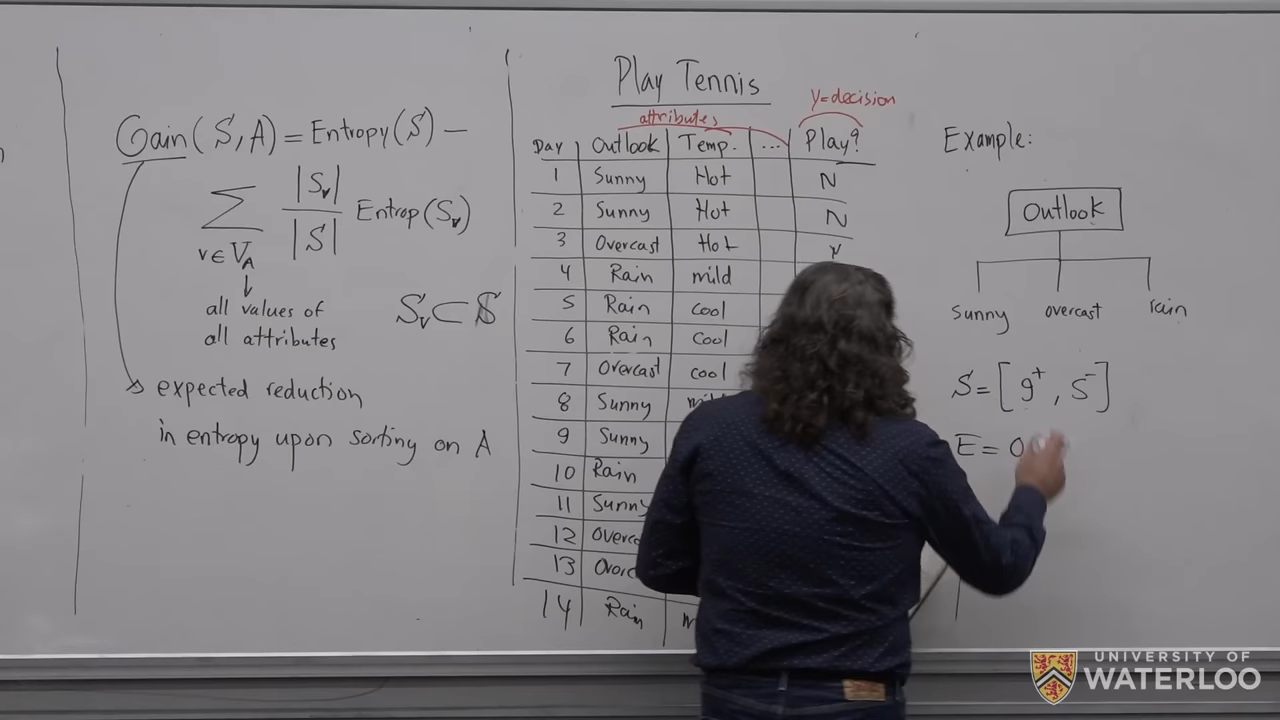 Gain(S,A) = Entropy(S) −
∑ |Sv| / |S| Entrop(Sv)
v ∈ VA
↓
all values of
all attributes
Sv ⊂ S
expected reduction
in entropy upon sorting on A
Play Tennis
attributes
y=decision
Day Outlook Temp. ... Play?
1 Sunny Hot N
2 Sunny Hot N
3 Overcast Hot Y
4 Rain mild
5 Rain cool
6 Rain Cool
7 Overcast cool
8 Sunny
9 Sunny
10 Rain
11 Sunny
12
13
14 Rain
Example:
Outlook
Sunny overcast rain
S = [9+, 5-]
E = 0
UNIVERSITY OF
WATERLOO